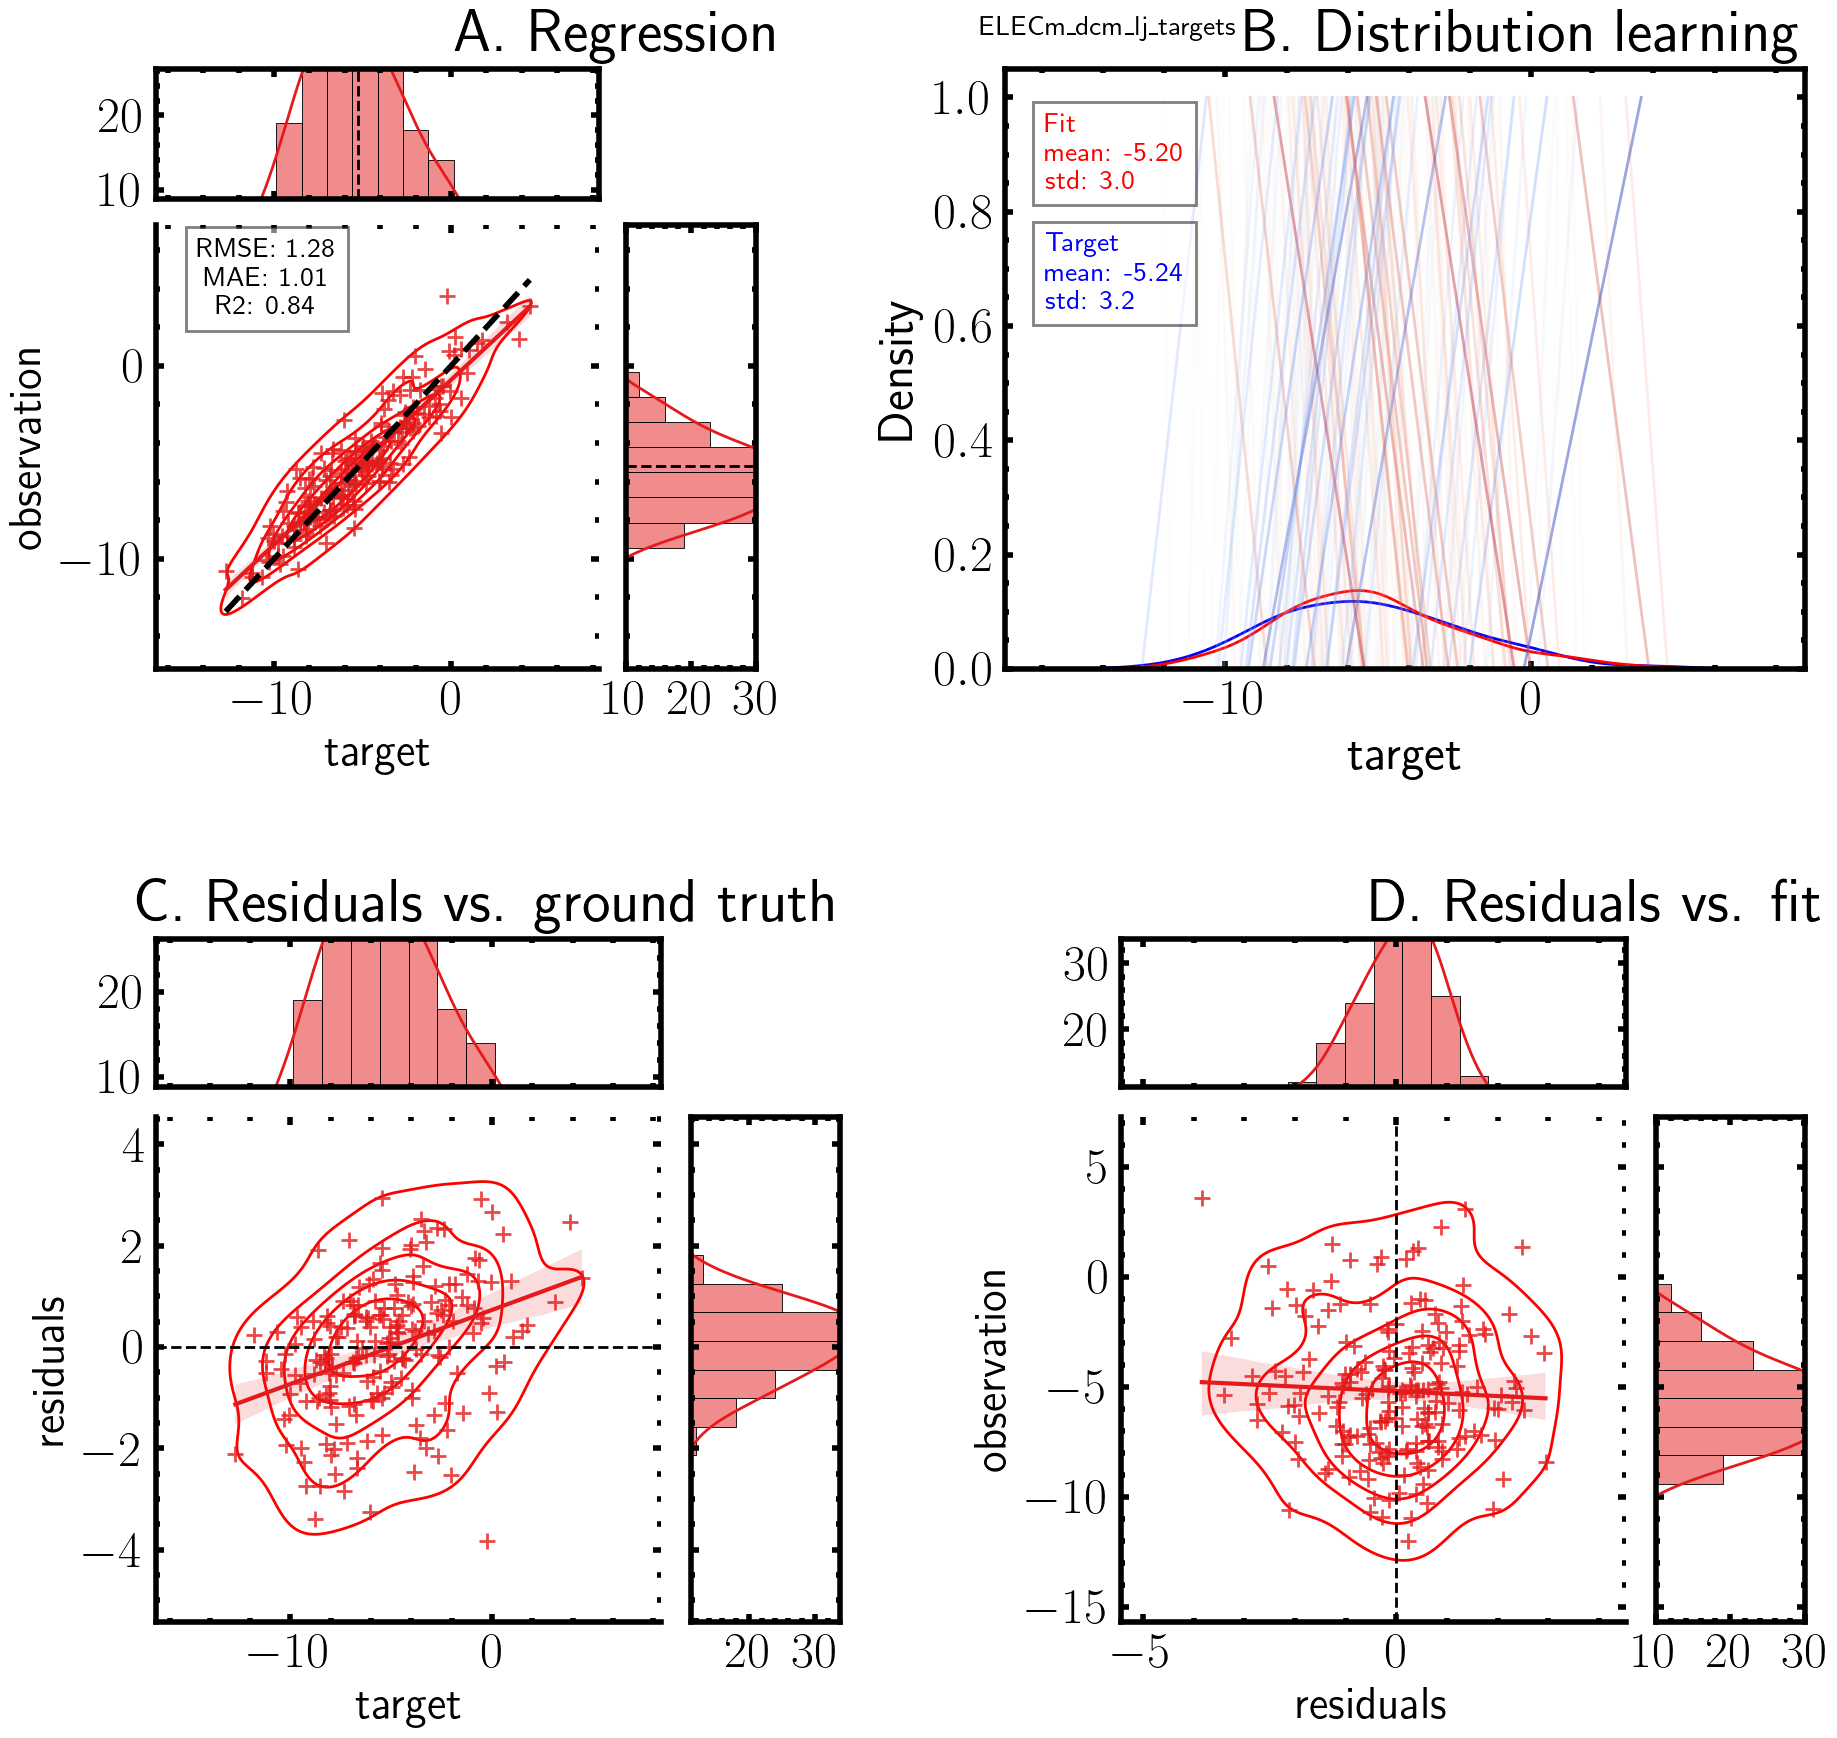 A. Regression
20
10
RMSE: 1.28
MAE: 1.01
R2: 0.84
observation
0
−10
−10 0
10 20 30
target
ELECm_dcm_lj_targets
B. Distribution learning
1.0
0.8
0.6
0.4
0.2
0.0
Fit
mean: -5.20
std: 3.0
Target
mean: -5.24
std: 3.2
Density
−10 0
target
C. Residuals vs. ground truth
20
10
4
2
0
−2
−4
residuals
−10 0
20 30
target
D. Residuals vs. fit
30
20
5
0
−5
−10
−15
observation
−5 0
10 20 30
residuals